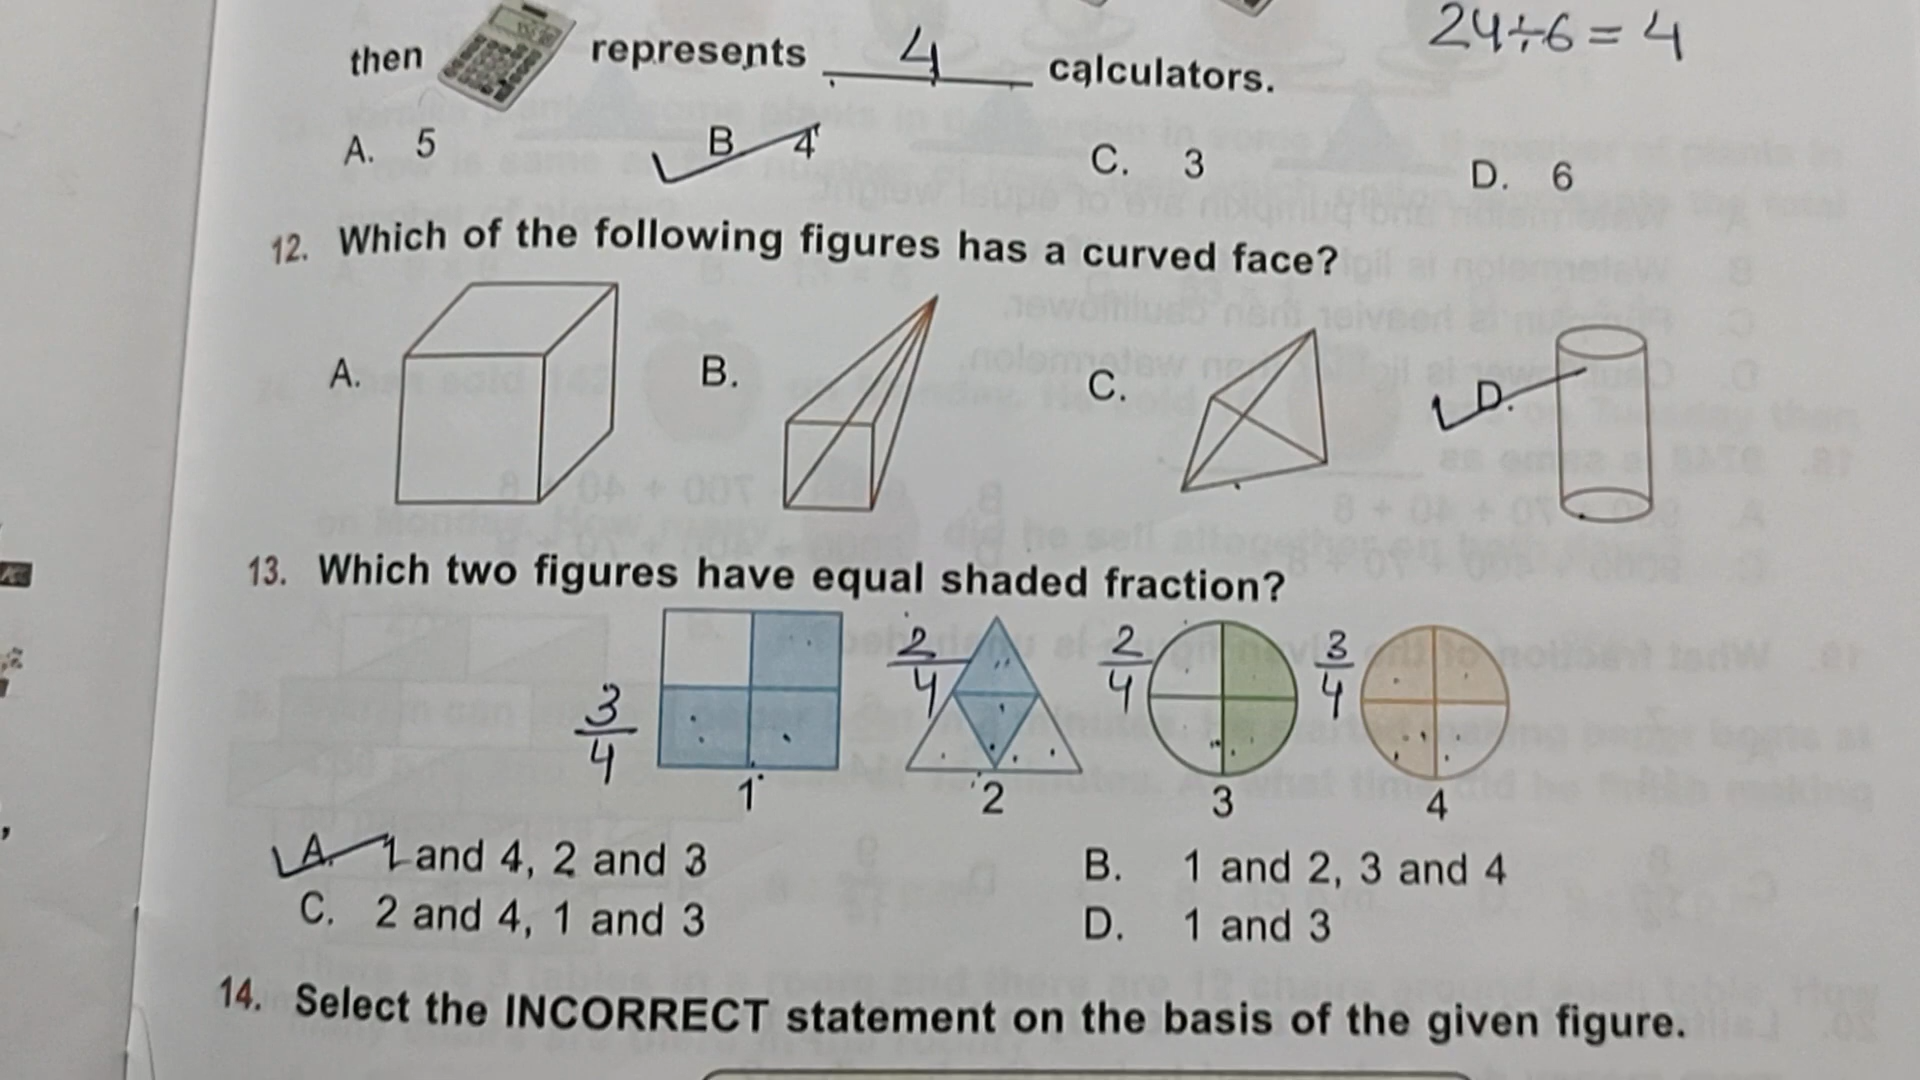 24÷6 = 4
then represents 4 calculators.
A. 5 B 4 C. 3 D. 6
12. Which of the following figures has a curved face?
A. B. C. D.
13. Which two figures have equal shaded fraction?
3/4 2/4 2/4 3/4
1 2 3 4
A. 1 and 4, 2 and 3 B. 1 and 2, 3 and 4
C. 2 and 4, 1 and 3 D. 1 and 3
14. Select the INCORRECT statement on the basis of the given figure.